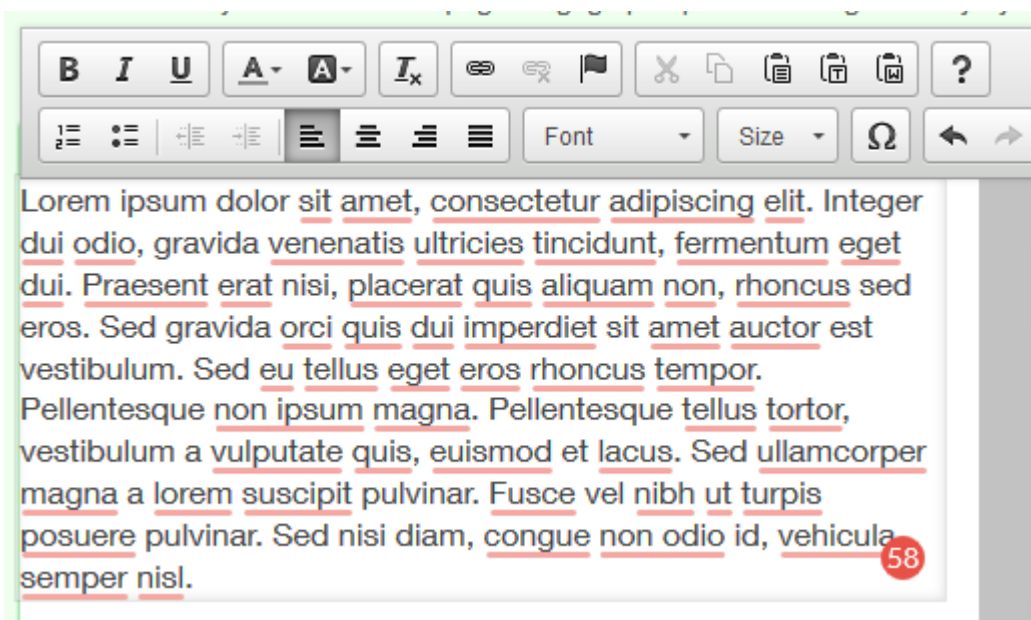 B I U A A Ix ?
Font Size Ω
Lorem ipsum dolor sit amet, consectetur adipiscing elit. Integer
dui odio, gravida venenatis ultricies tincidunt, fermentum eget
dui. Praesent erat nisi, placerat quis aliquam non, rhoncus sed
eros. Sed gravida orci quis dui imperdiet sit amet auctor est
vestibulum. Sed eu tellus eget eros rhoncus tempor.
Pellentesque non ipsum magna. Pellentesque tellus tortor,
vestibulum a vulputate quis, euismod et lacus. Sed ullamcorper
magna a lorem suscipit pulvinar. Fusce vel nibh ut turpis
posuere pulvinar. Sed nisi diam, congue non odio id, vehicula
58
semper nisl.